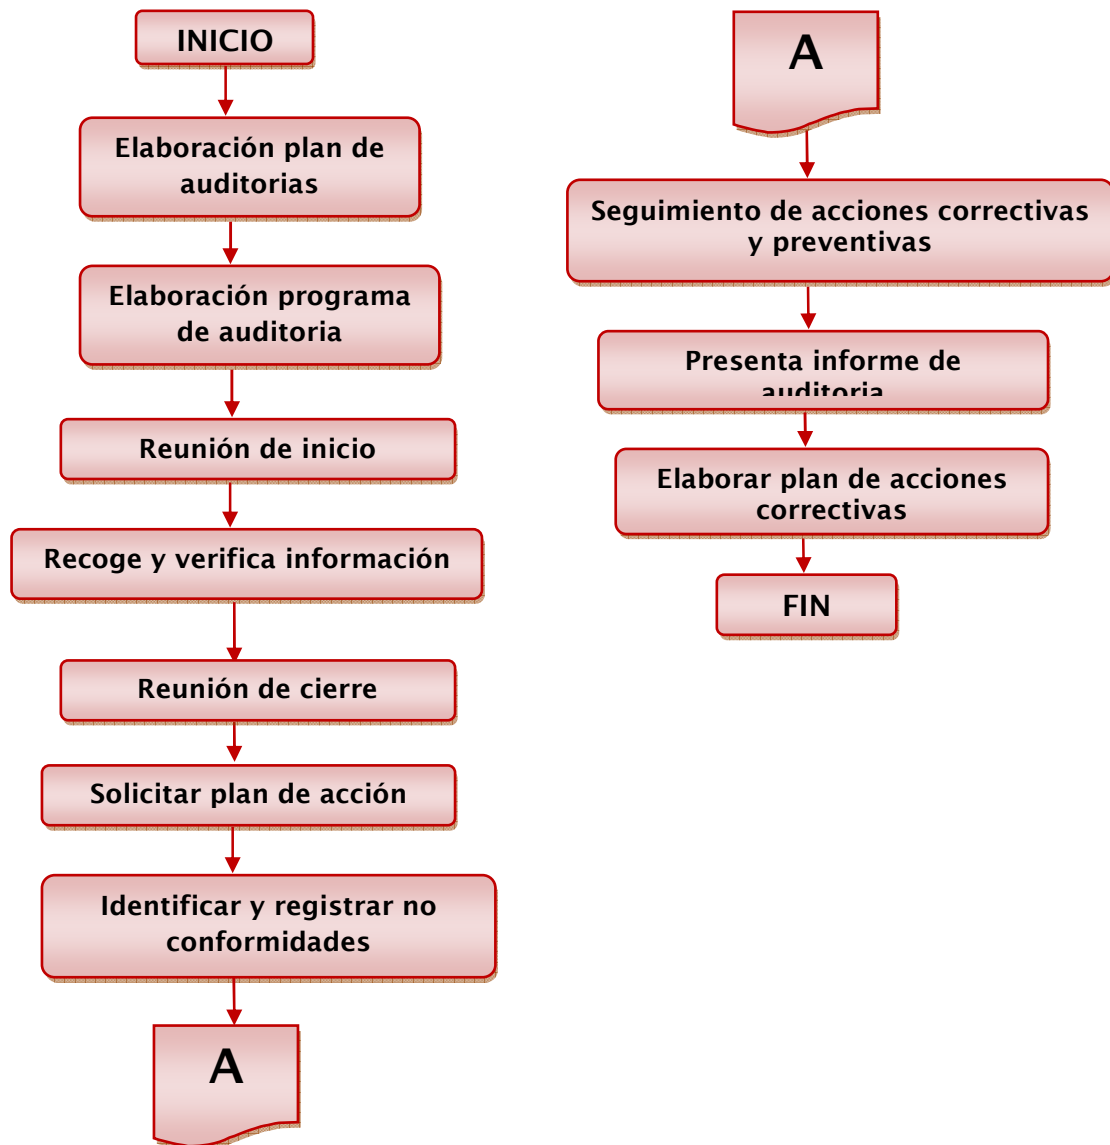 INICIO
Elaboración plan de
auditorias
Elaboración programa
de auditoria
Reunión de inicio
Recoge y verifica información
Reunión de cierre
Solicitar plan de acción
Identificar y registrar no
conformidades
A
A
Seguimiento de acciones correctivas
y preventivas
Presenta informe de
auditoria
Elaborar plan de acciones
correctivas
FIN